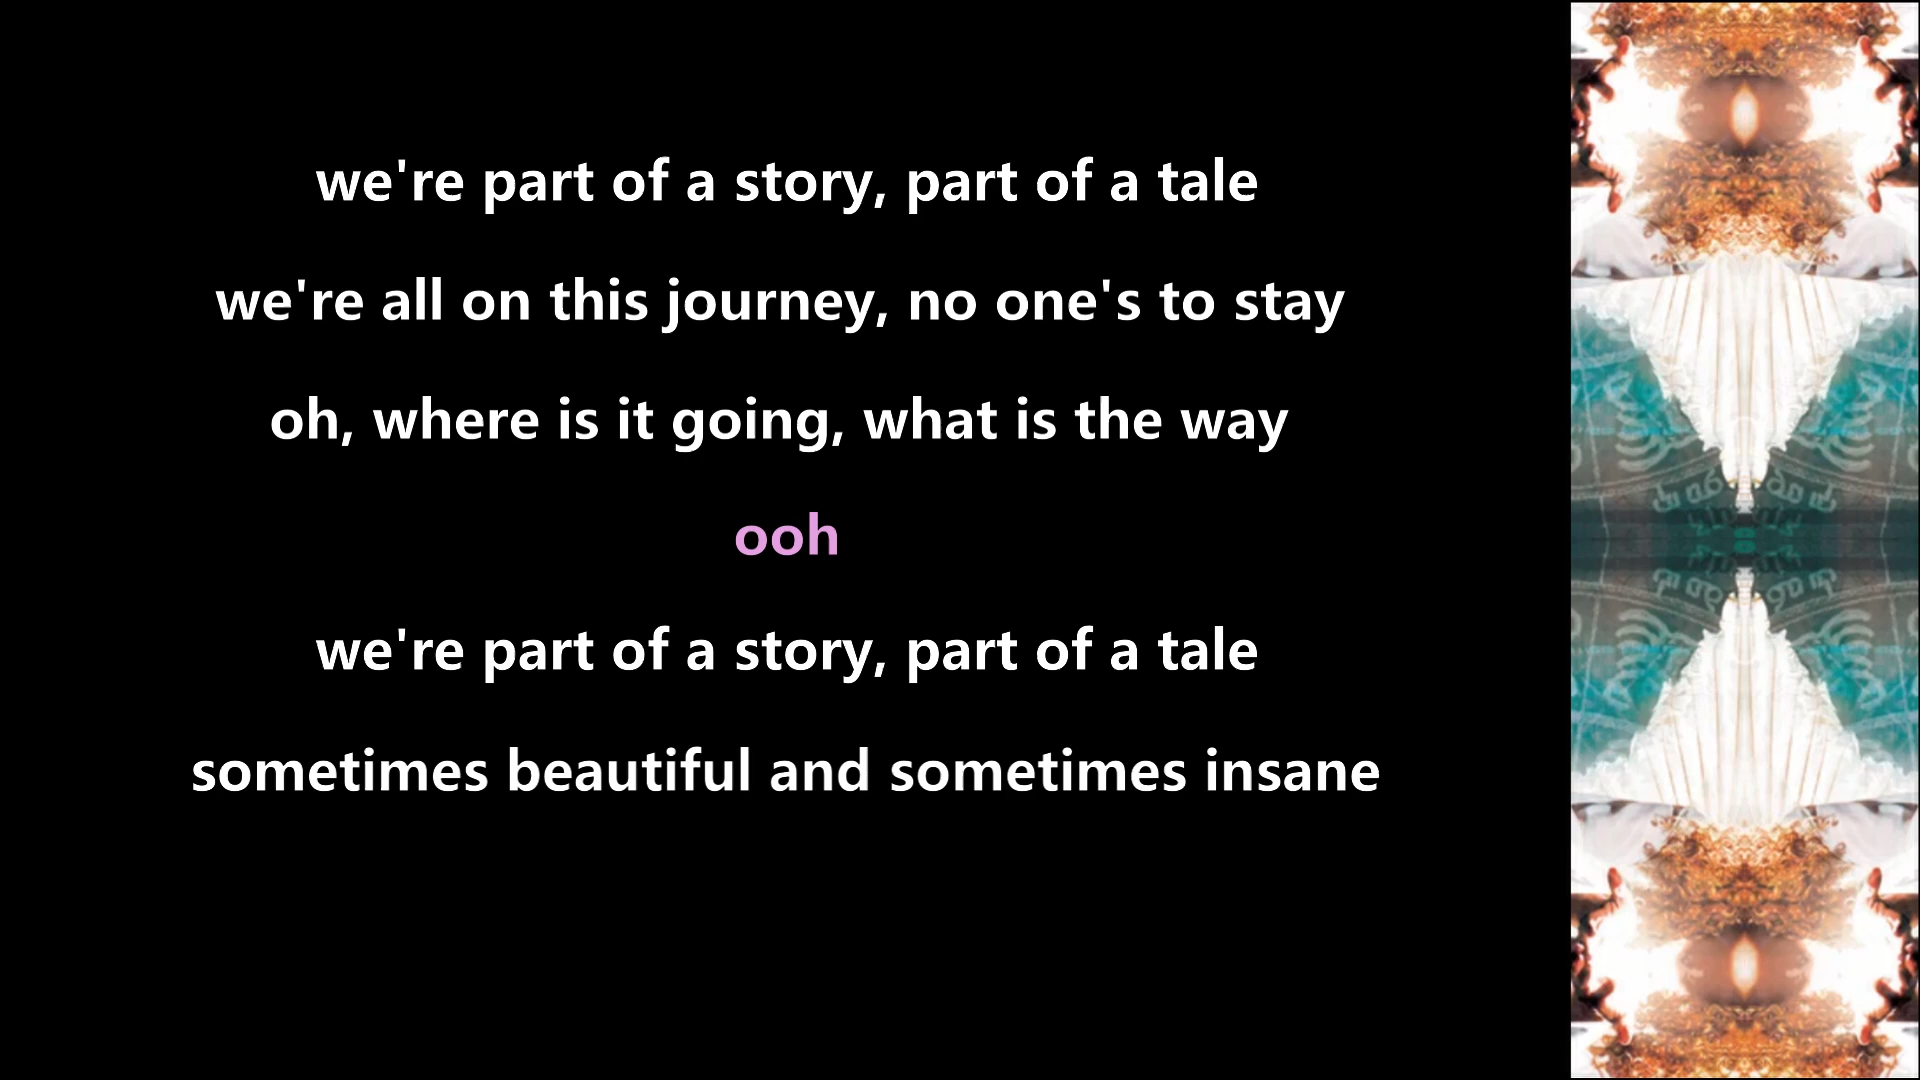 we're part of a story, part of a tale
we're all on this journey, no one's to stay
oh, where is it going, what is the way
ooh
we're part of a story, part of a tale
sometimes beautiful and sometimes insane